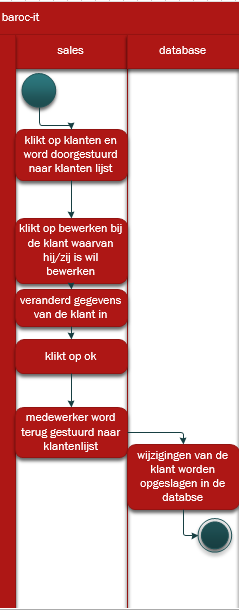 baroc-it
sales
database
klikt op klanten en
word doorgestuurd
naar klanten lijst
klikt op bewerken bij
de klant waarvan
hij/zij is wil
bewerken
veranderd gegevens
van de klant in
klikt op ok
medewerker word
terug gestuurd naar
klantenlijst
wijzigingen van de
klant worden
opgeslagen in de
databse